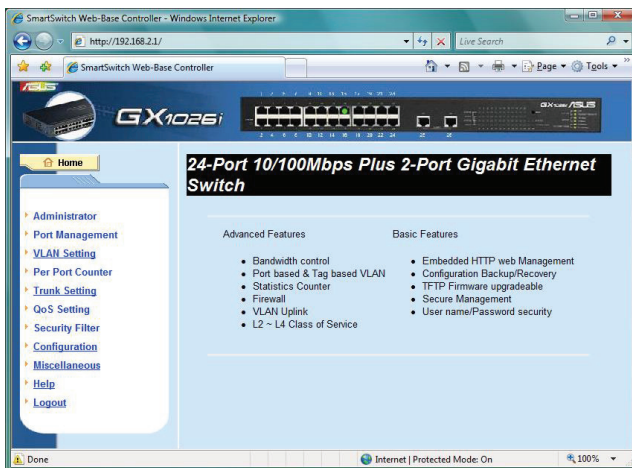 SmartSwitch Web-Base Controller - Windows Internet Explorer
http://192.168.2.1/
Live Search
SmartSwitch Web-Base Controller
Page
Tools
ASUS
GX1026i
ASUS
Home
24-Port 10/100Mbps Plus 2-Port Gigabit Ethernet
Switch
Administrator
Port Management
VLAN Setting
Per Port Counter
Trunk Setting
QoS Setting
Security Filter
Configuration
Miscellaneous
Help
Logout
Advanced Features
• Bandwidth control
• Port based & Tag based VLAN
• Statistics Counter
• Firewall
• VLAN Uplink
• L2 ~ L4 Class of Service
Basic Features
• Embedded HTTP web Management
• Configuration Backup/Recovery
• TFTP Firmware upgradeable
• Secure Management
• User name/Password security
Done
Internet | Protected Mode: On
100%